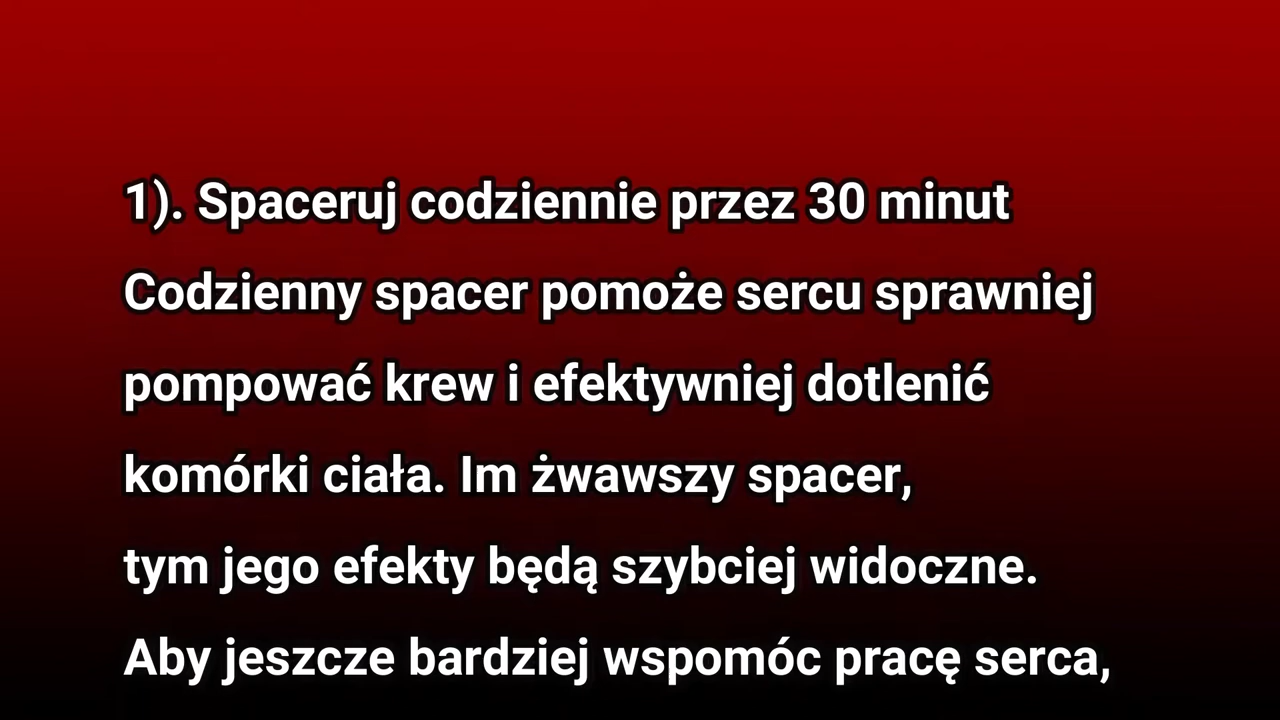 1). Spaceruj codziennie przez 30 minut
Codzienny spacer pomoże sercu sprawniej
pompować krew i efektywniej dotlenić
komórki ciała. Im żwawszy spacer,
tym jego efekty będą szybciej widoczne.
Aby jeszcze bardziej wspomóc pracę serca,